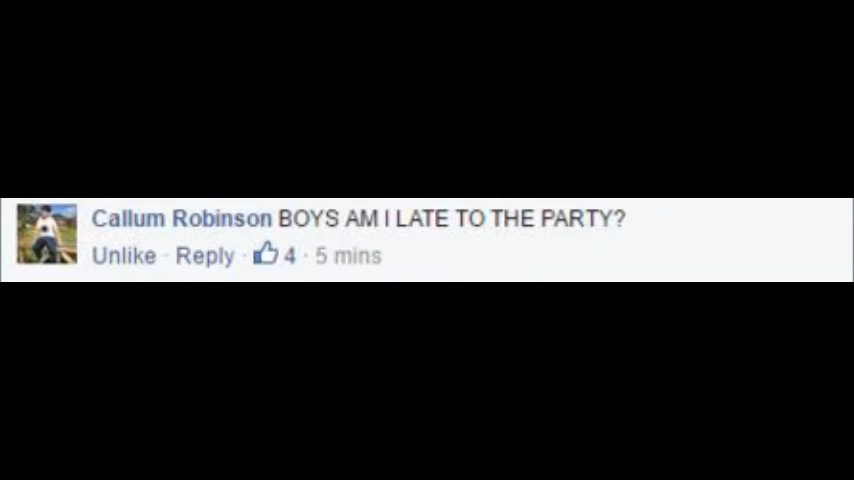 Callum Robinson BOYS AM I LATE TO THE PARTY?
Unlike · Reply · 4 · 5 mins